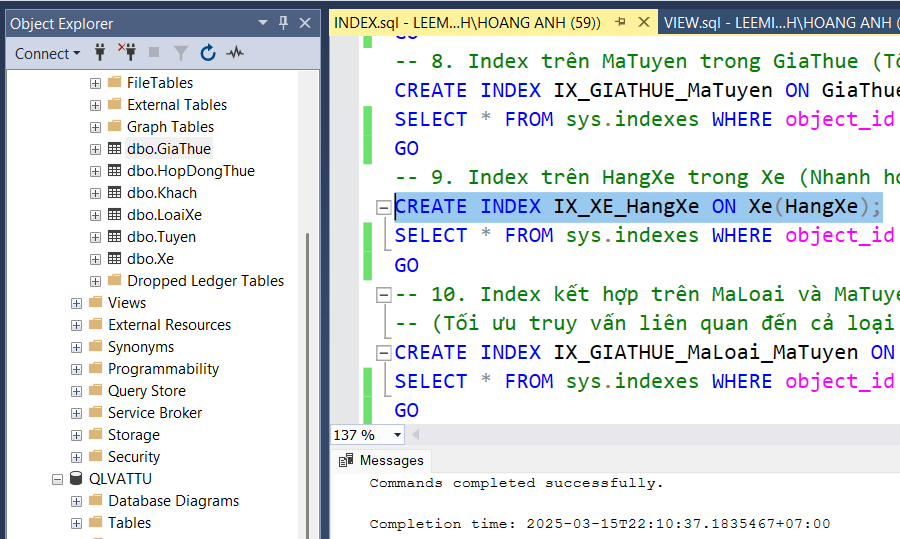 Object Explorer
Connect
FileTables
External Tables
Graph Tables
dbo.GiaThue
dbo.HopDongThue
dbo.Khach
dbo.LoaiXe
dbo.Tuyen
dbo.Xe
Dropped Ledger Tables
Views
External Resources
Synonyms
Programmability
Query Store
Service Broker
Storage
Security
QLVATTU
Database Diagrams
Tables
INDEX.sql - LEEM...H\HOANG ANH (59))
VIEW.sql - LEEMI...H\HOANG ANH (
GO
-- 8. Index trên MaTuyen trong GiaThue (Tố
CREATE INDEX IX_GIATHUE_MaTuyen ON GiaThue
SELECT * FROM sys.indexes WHERE object_id
GO
-- 9. Index trên HangXe trong Xe (Nhanh hơ
CREATE INDEX IX_XE_HangXe ON Xe(HangXe);
SELECT * FROM sys.indexes WHERE object_id
GO
-- 10. Index kết hợp trên MaLoai và MaTuye
-- (Tối ưu truy vấn liên quan đến cả loại
CREATE INDEX IX_GIATHUE_MaLoai_MaTuyen ON
SELECT * FROM sys.indexes WHERE object_id
GO
137 %
Messages
Commands completed successfully.
Completion time: 2025-03-15T22:10:37.1835467+07:00